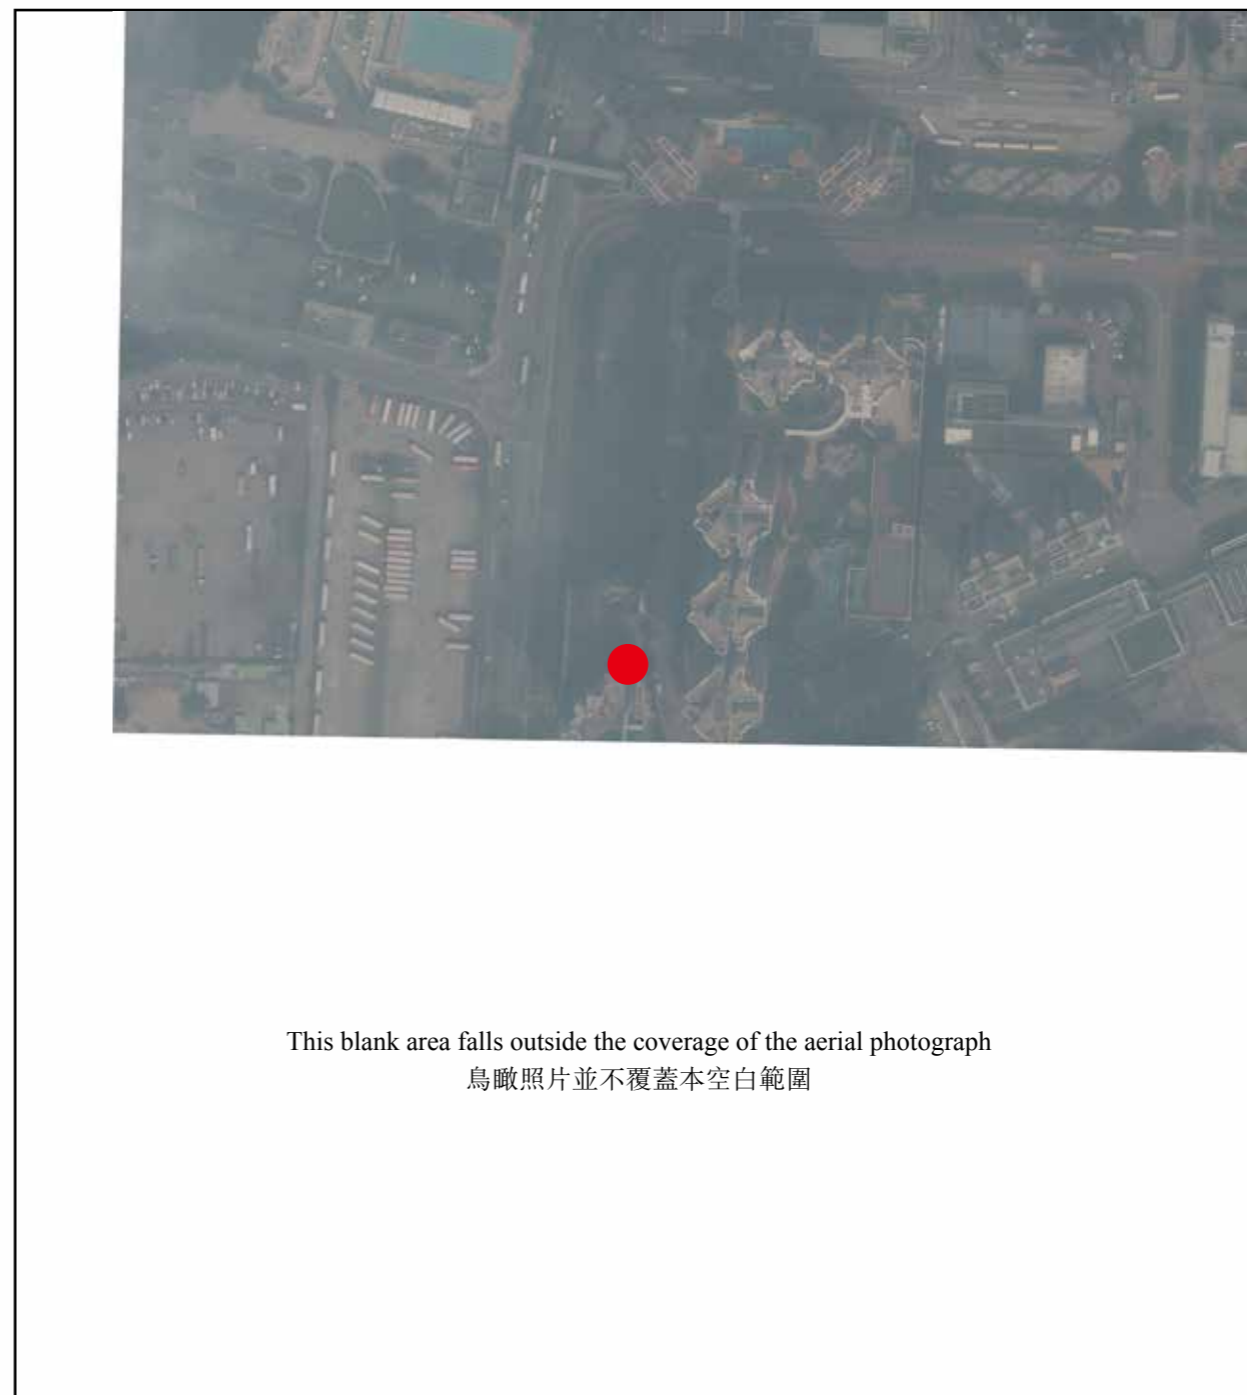 This blank area falls outside the coverage of the aerial photograph
鳥瞰照片並不覆蓋本空白範圍